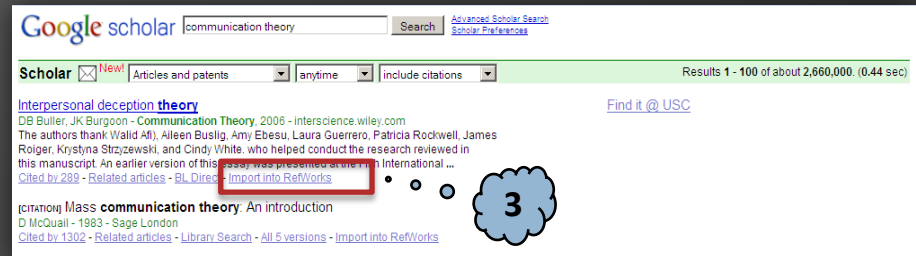 Google scholar communication theory Search Advanced Scholar Search
Scholar Preferences
Scholar New! Articles and patents anytime include citations Results 1 - 100 of about 2,660,000. (0.44 sec)
Interpersonal deception theory Find it @ USC
DB Buller, JK Burgoon - Communication Theory, 2006 - interscience.wiley.com
The authors thank Walid Afi), Aileen Buslig, Amy Ebesu, Laura Guerrero, Patricia Rockwell, James
Roiger, Krystyna Strzyzewski, and Cindy White. who helped conduct the research reviewed in
this manuscript. An earlier version of this essay was presented at the International ...
Cited by 289 - Related articles - BL Direct - Import into RefWorks
3
[CITATION] Mass communication theory: An introduction
D McQuail - 1983 - Sage London
Cited by 1302 - Related articles - Library Search - All 5 versions - Import into RefWorks